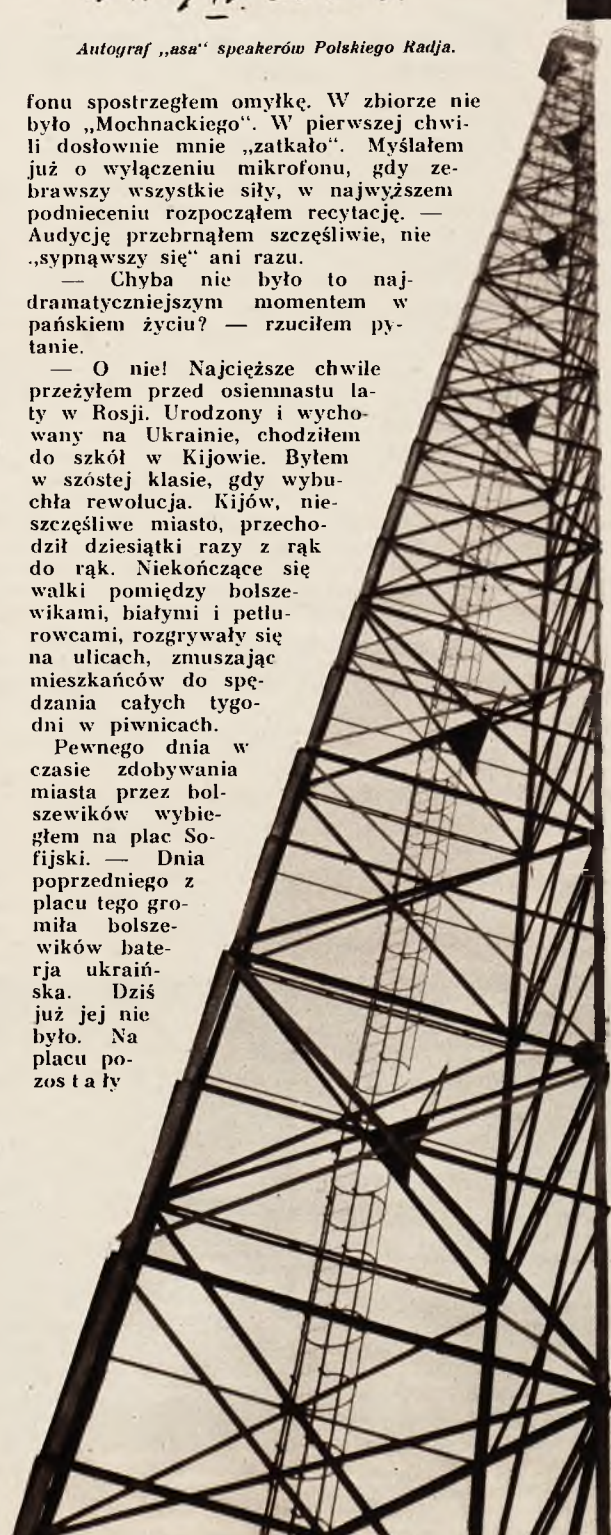 Autograf „asa“ speakerów Polskiego Radja.
fonu spostrzegłem omyłkę. W zbiorze nie
było „Mochnackiego“. W pierwszej chwi-
li dosłownie mnie „zatkało“. Myślałem
już o wyłączeniu mikrofonu, gdy ze-
brawszy wszystkie siły, w najwyższem
podnieceniu rozpocząłem recytację. —
Audycję przebrnąłem szczęśliwie, nie
„sypnąwszy się“ ani razu.
— Chyba nie było to naj-
dramatyczniejszym momentem w
pańskiem życiu? — rzuciłem py-
tanie.
— O nie! Najcięższe chwile
przeżyłem przed osiemnastu la-
ty w Rosji. Urodzony i wycho-
wany na Ukrainie, chodziłem
do szkół w Kijowie. Byłem
w szóstej klasie, gdy wybu-
chła rewolucja. Kijów, nie-
szczęśliwe miasto, przecho-
dził dziesiątki razy z rąk
do rąk. Niekończące się
walki pomiędzy bolsze-
wikami, białymi i petlu-
rowcami, rozgrywały się
na ulicach, zmuszając
mieszkańców do spę-
dzania całych tygo-
dni w piwnicach.
Pewnego dnia w
czasie zdobywania
miasta przez bol-
szewików wybie-
głem na plac So-
fijski. — Dnia
poprzedniego z
placu tego gro-
miła bolsze-
wików bate-
rja ukraiń-
ska. Dziś
już jej nie
było. Na
placu po-
zostały